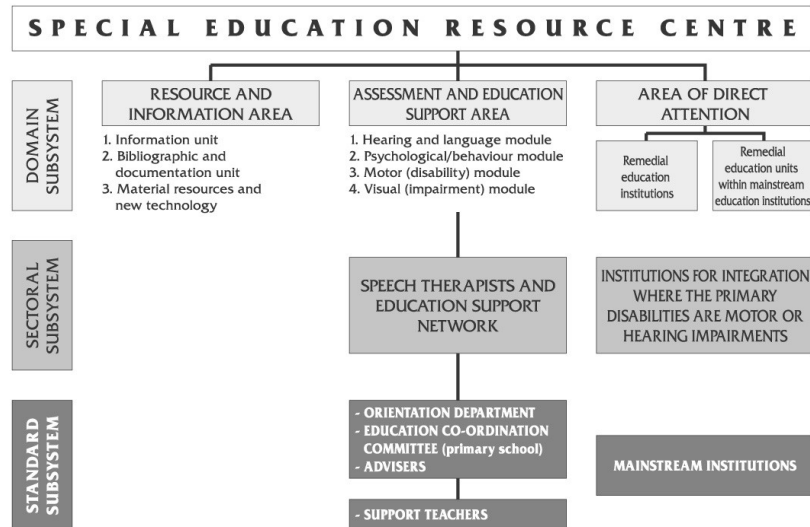 SPECIAL EDUCATION RESOURCE CENTRE
DOMAIN
SUBSYSTEM
RESOURCE AND
INFORMATION AREA
1. Information unit
2. Bibliographic and
documentation unit
3. Material resources and
new technology
ASSESSMENT AND EDUCATION
SUPPORT AREA
1. Hearing and language module
2. Psychological/behaviour module
3. Motor (disability) module
4. Visual (impairment) module
AREA OF DIRECT
ATTENTION
Remedial
education
institutions
Remedial
education units
within mainstream
education institutions
SECTORAL
SUBSYSTEM
SPEECH THERAPISTS AND
EDUCATION SUPPORT
NETWORK
INSTITUTIONS FOR INTEGRATION
WHERE THE PRIMARY
DISABILITIES ARE MOTOR OR
HEARING IMPAIRMENTS
STANDARD
SUBSYSTEM
- ORIENTATION DEPARTMENT
- EDUCATION CO-ORDINATION
COMMITTEE (primary school)
- ADVISERS
- SUPPORT TEACHERS
MAINSTREAM INSTITUTIONS